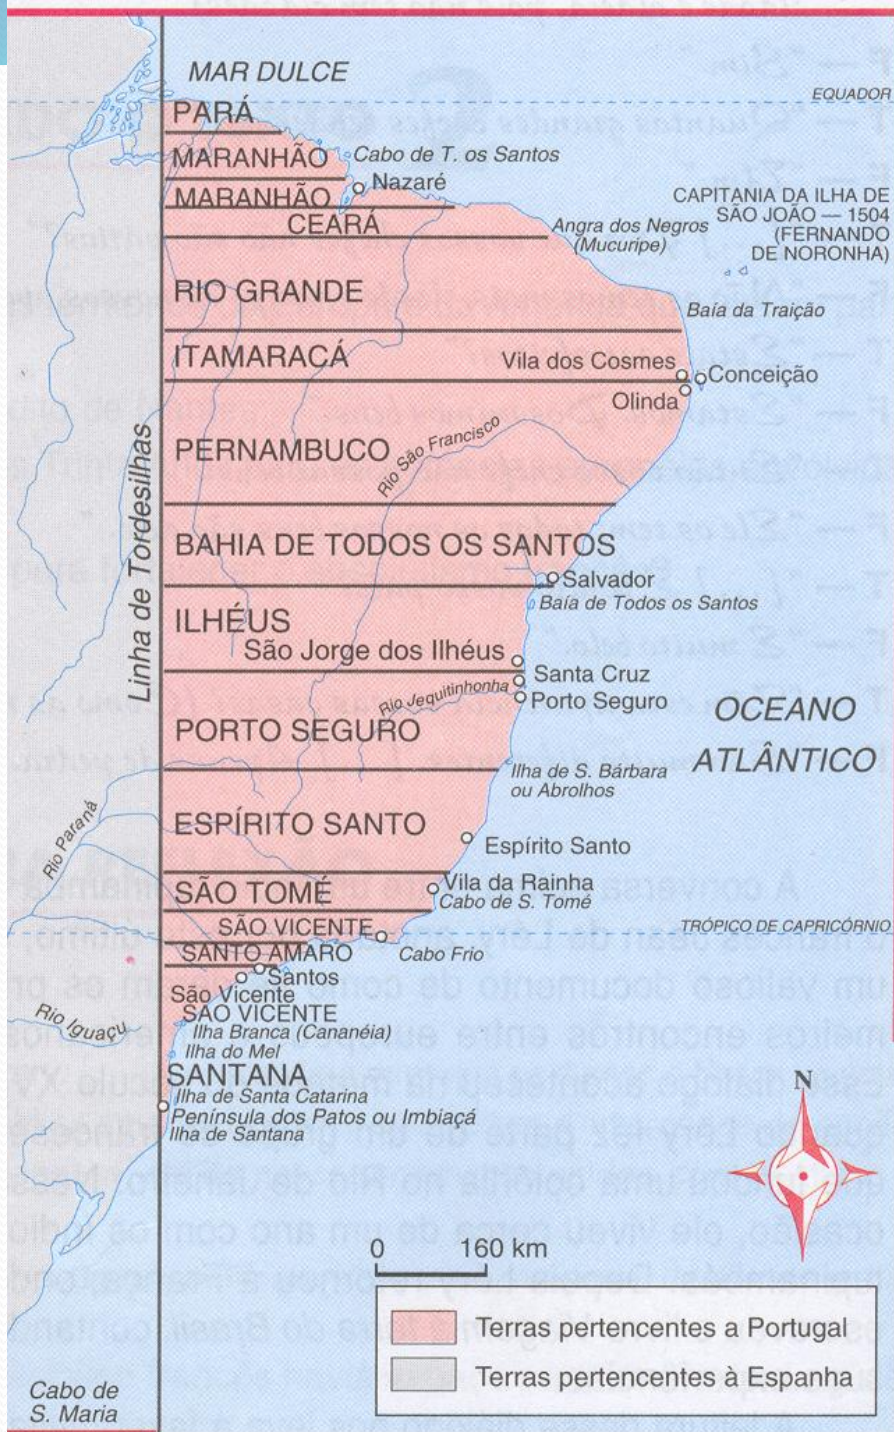 MAR DULCE
EQUADOR
PARÁ
MARANHÃO
Cabo de T. os Santos
Nazaré
MARANHÃO
CAPITANIA DA ILHA DE
SÃO JOÃO — 1504
(FERNANDO
DE NORONHA)
CEARÁ
Angra dos Negros
(Mucuripe)
RIO GRANDE
Baía da Traição
ITAMARACÁ
Vila dos Cosmes
Conceição
Olinda
Linha de Tordesilhas
PERNAMBUCO
Rio São Francisco
BAHIA DE TODOS OS SANTOS
Salvador
Baía de Todos os Santos
ILHÉUS
São Jorge dos Ilhéus
Santa Cruz
Rio Jequitinhonha
Porto Seguro
PORTO SEGURO
OCEANO
ATLÂNTICO
Ilha de S. Bárbara
ou Abrolhos
Rio Paraná
ESPÍRITO SANTO
Espírito Santo
SÃO TOMÉ
Vila da Rainha
Cabo de S. Tomé
SÃO VICENTE
TRÓPICO DE CAPRICÓRNIO
SANTO AMARO
Cabo Frio
Santos
São Vicente
Rio Iguaçu
SÃO VICENTE
Ilha Branca (Cananéia)
Ilha do Mel
SANTANA
Ilha de Santa Catarina
Península dos Patos ou Imbiaçá
Ilha de Santana
N
0 160 km
Terras pertencentes a Portugal
Terras pertencentes à Espanha
Cabo de
S. Maria